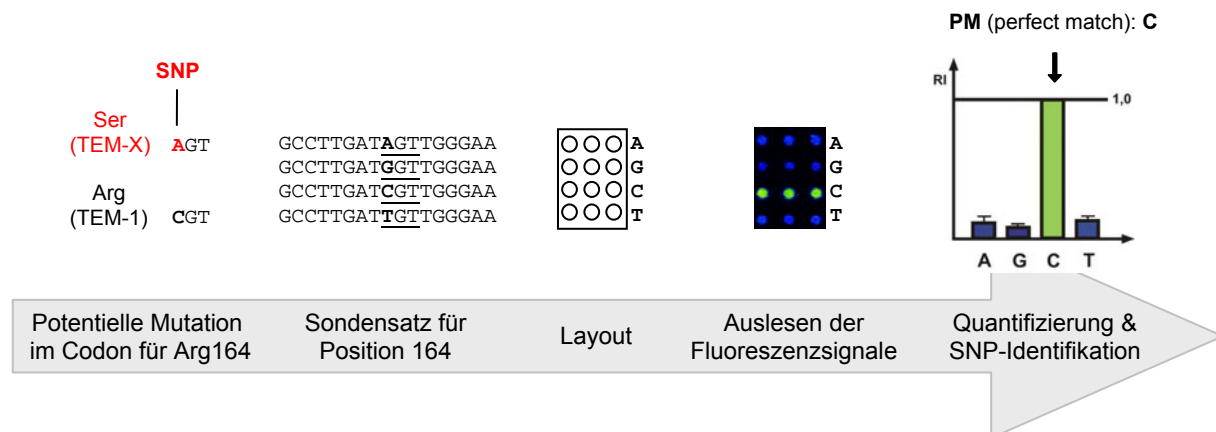 PM (perfect match): C
SNP
RI
1,0
Ser
(TEM-X)
AGT
Arg
(TEM-1)
CGT
GCCTTGATAGTTGGGAA
GCCTTGATGGTTGGGAA
GCCTTGATCGTTGGGAA
GCCTTGATTGTTGGGAA
A
G
C
T
A
G
C
T
A G C T
Potentielle Mutation
im Codon für Arg164
Sondensatz für
Position 164
Layout
Auslesen der
Fluoreszenzsignale
Quantifizierung &
SNP-Identifikation